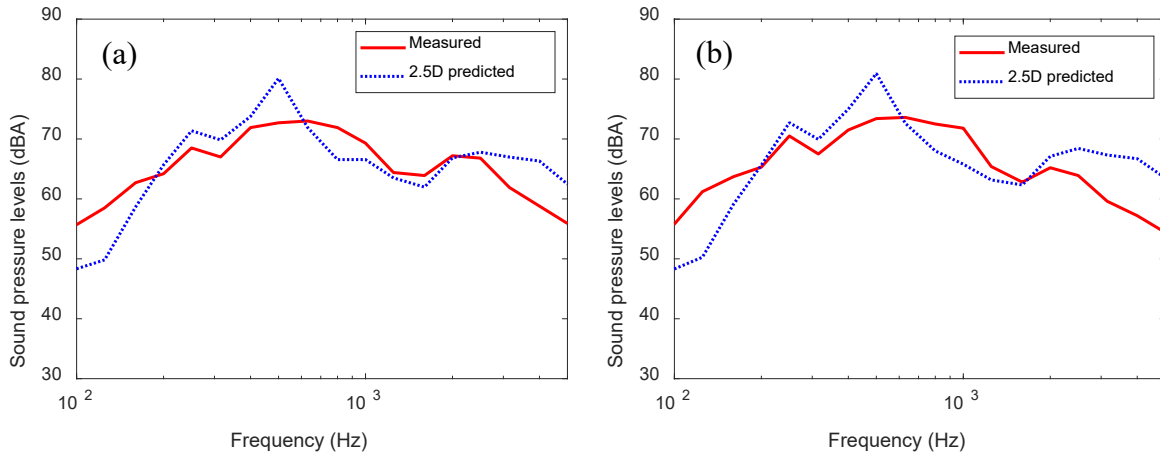 (a)
Measured
2.5D predicted
90
80
70
60
50
40
30
10 2
10 3
Sound pressure levels (dBA)
Frequency (Hz)
(b)
Measured
2.5D predicted
90
80
70
60
50
40
30
10 2
10 3
Sound pressure levels (dBA)
Frequency (Hz)